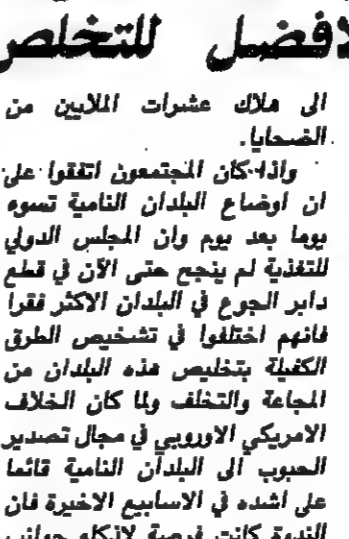 لافضل للتخلص
الى هلاك عشرات الملايين من
الضحايا.
واذا كان المجتمعون اتفقوا على
ان اوضاع البلدان النامية تسوء
يوما بعد يوم وان المجلس الدولي
للتغذية لم ينجح حتى الآن في قطع
دابر الجوع في البلدان الاكثر فقرا
فانهم اختلفوا في تشخيص الطرق
الكفيلة بتخليص هذه البلدان من
المجاعة والتخلف ولما كان الخلاف
الامريكي الاوروبي في مجال تصدير
الحبوب الى البلدان النامية قائما
على اشده في الاسابيع الاخيرة فان
الندوة كانت فرصة لاذكاء جوانب